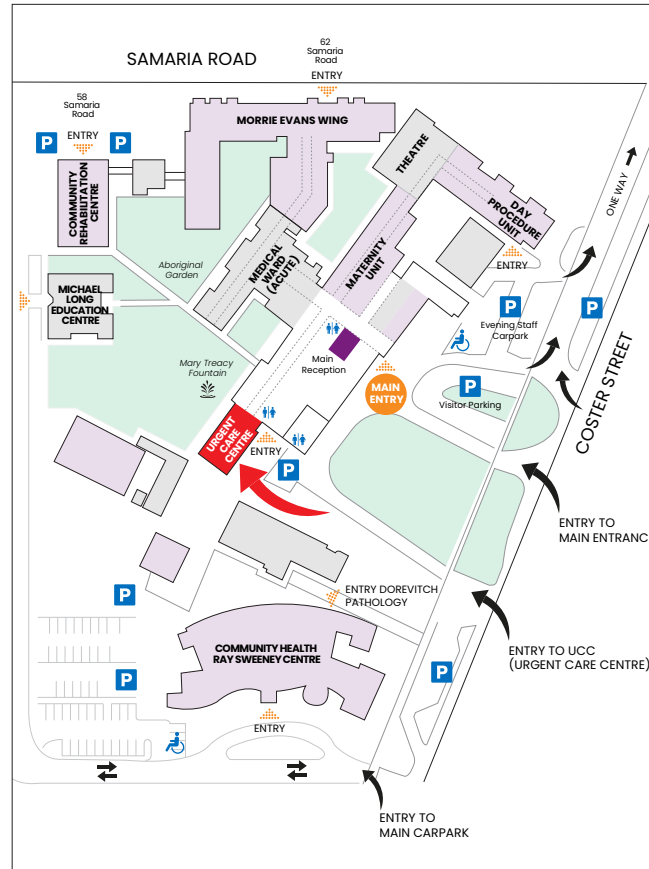 SAMARIA ROAD
62
Samaria
Road
ENTRY
58
Samaria
Road
P
ENTRY
P
MORRIE EVANS WING
COMMUNITY
REHABILITATION
CENTRE
THEATRE
DAY
PROCEDURE
UNIT
ENTRY
ONE WAY
Aboriginal
Garden
MEDICAL
WARD
(ACUTE)
MATERNITY
UNIT
MICHAEL
LONG
EDUCATION
CENTRE
P
Evening Staff
Carpark
P
Main
Reception
Mary Treacy
Fountain
MAIN
ENTRY
P
Visitor Parking
COSTER STREET
URGENT
CARE
CENTRE
ENTRY
P
ENTRY TO
MAIN ENTRANC
ENTRY DOREVITCH
PATHOLOGY
P
COMMUNITY HEALTH
RAY SWEENEY CENTRE
ENTRY TO UCC
(URGENT CARE CENTRE)
P
P
ENTRY
ENTRY TO
MAIN CARPARK